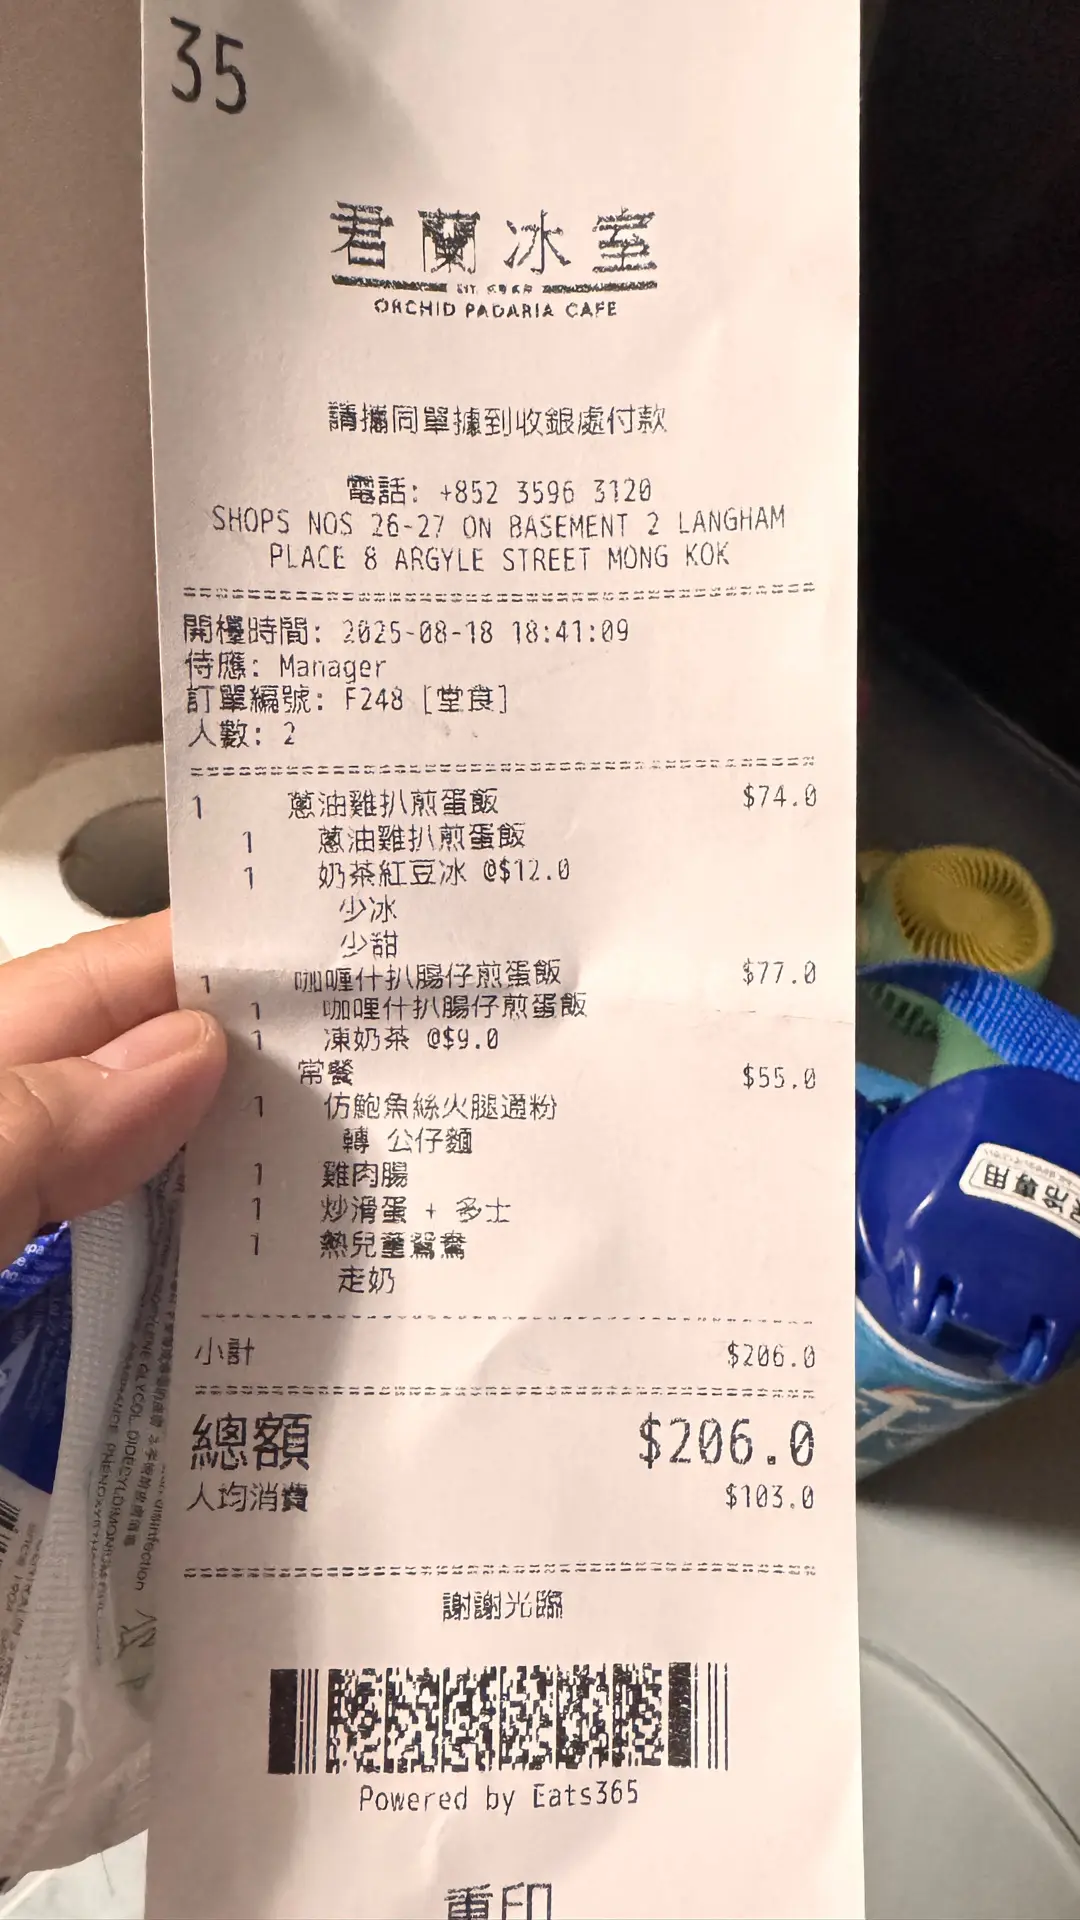 35
君蘭冰室
ORCHID PADARIA CAFE
請攜同單據到收銀處付款
電話: +852 3596 3120
SHOPS NOS 26-27 ON BASEMENT 2 LANGHAM
PLACE 8 ARGYLE STREET MONG KOK
開檯時間: 2025-08-18 18:41:09
侍應: Manager
訂單編號: F248 [堂食]
人數: 2
1 蔥油雞扒煎蛋飯 $74.0
1 蔥油雞扒煎蛋飯
1 奶茶紅豆冰 @$12.0
少冰
少甜
1 咖喱什扒腸仔煎蛋飯 $77.0
1 咖哩什扒腸仔煎蛋飯
1 凍奶茶 @$9.0
常餐 $55.0
1 仿鮑魚絲火腿通粉
轉 公仔麵
1 雞肉腸
1 炒滑蛋 + 多士
1 熱兒童鴛鴦
走奶
小計 $206.0
總額 $206.0
人均消費 $103.0
謝謝光臨
Powered by Eats365
重印
冷專用